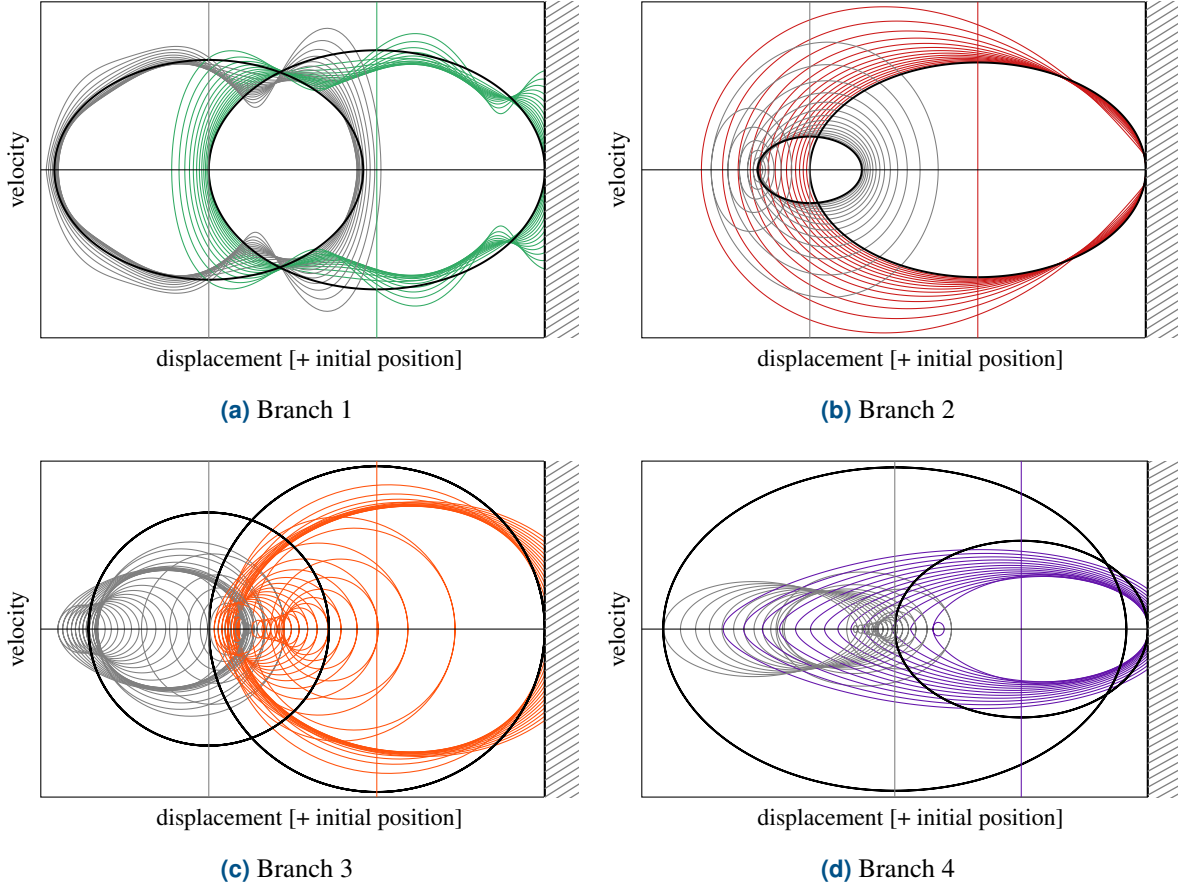 velocity
displacement [+ initial position]
(a) Branch 1
velocity
displacement [+ initial position]
(b) Branch 2
velocity
displacement [+ initial position]
(c) Branch 3
velocity
displacement [+ initial position]
(d) Branch 4